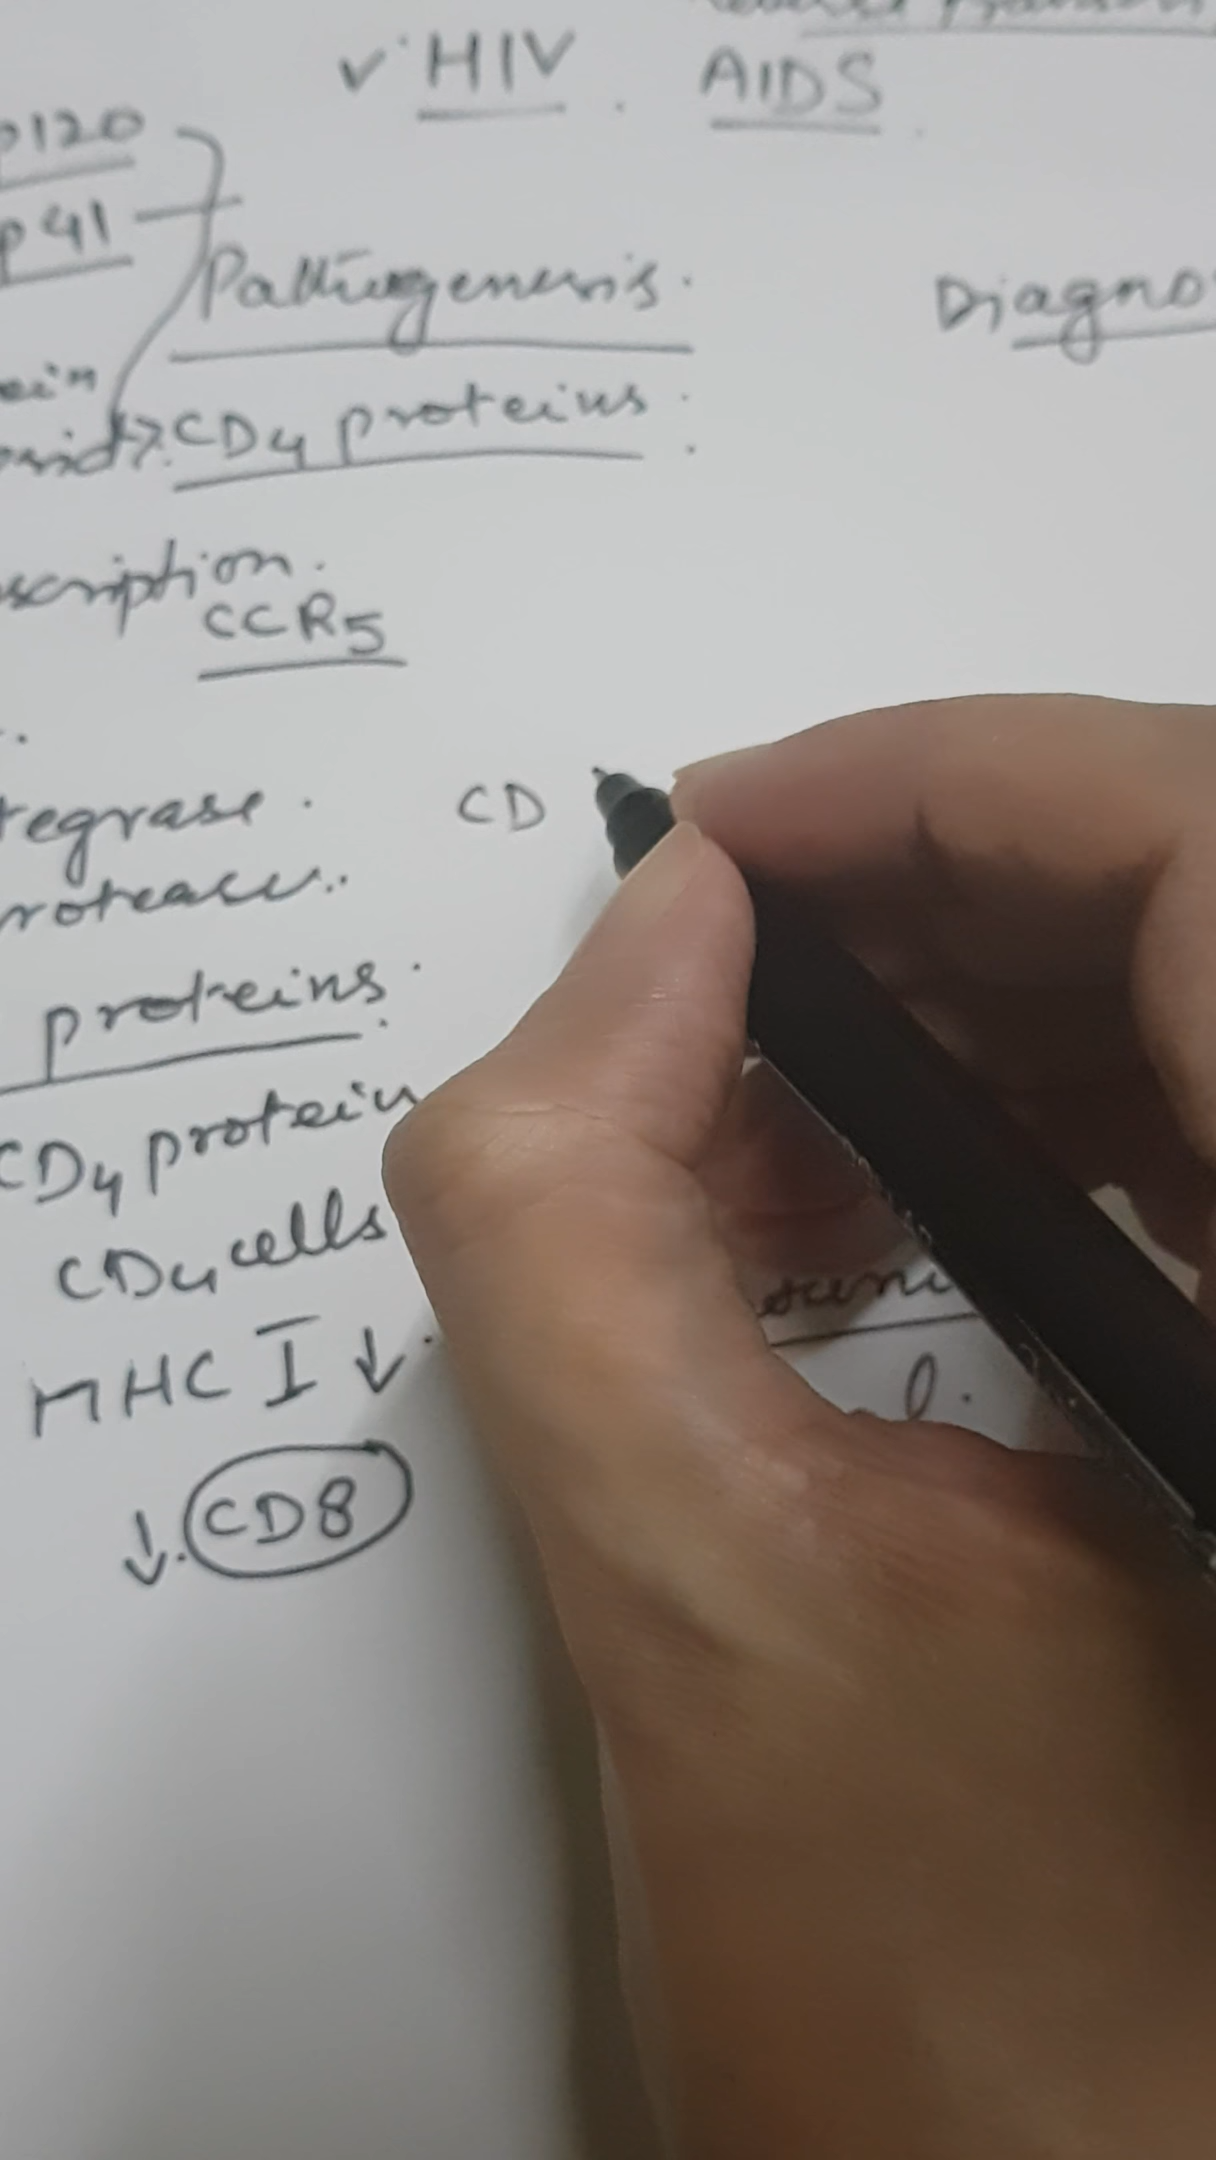 HIV. AIDS.
p120
p41
Pathogenesis.
Diagno
ein
CD4 proteins.
scription.
CCR5
tegrase. CD
rotease..
proteins.
CD4 protein
CD4 cells
MHC I ↓.
↓. CD8